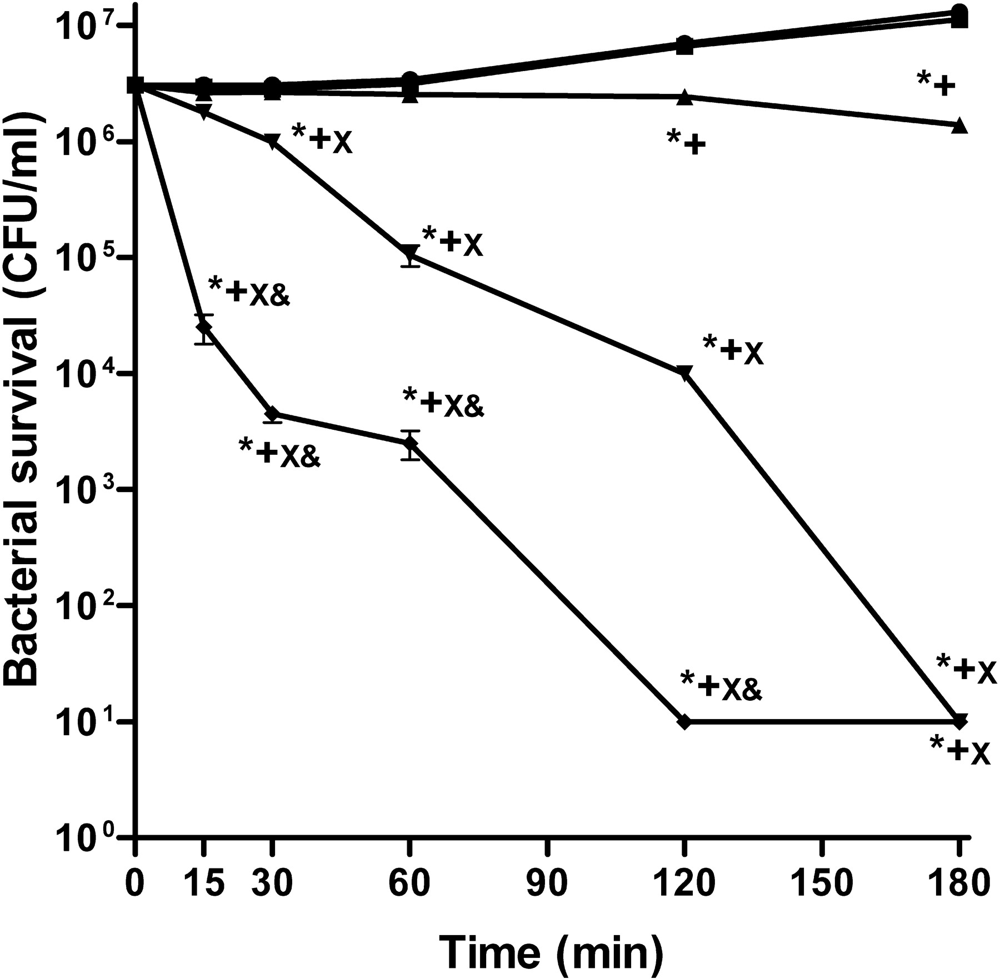 10⁷
10⁶
10⁵
10⁴
10³
10²
10¹
10⁰
Bacterial survival (CFU/ml)
*+
*+x
*+
*+x
*+x&
*+x
*+x&
*+x&
*+x
*+x&
*+x
0 15 30 60 90 120 150 180
Time (min)